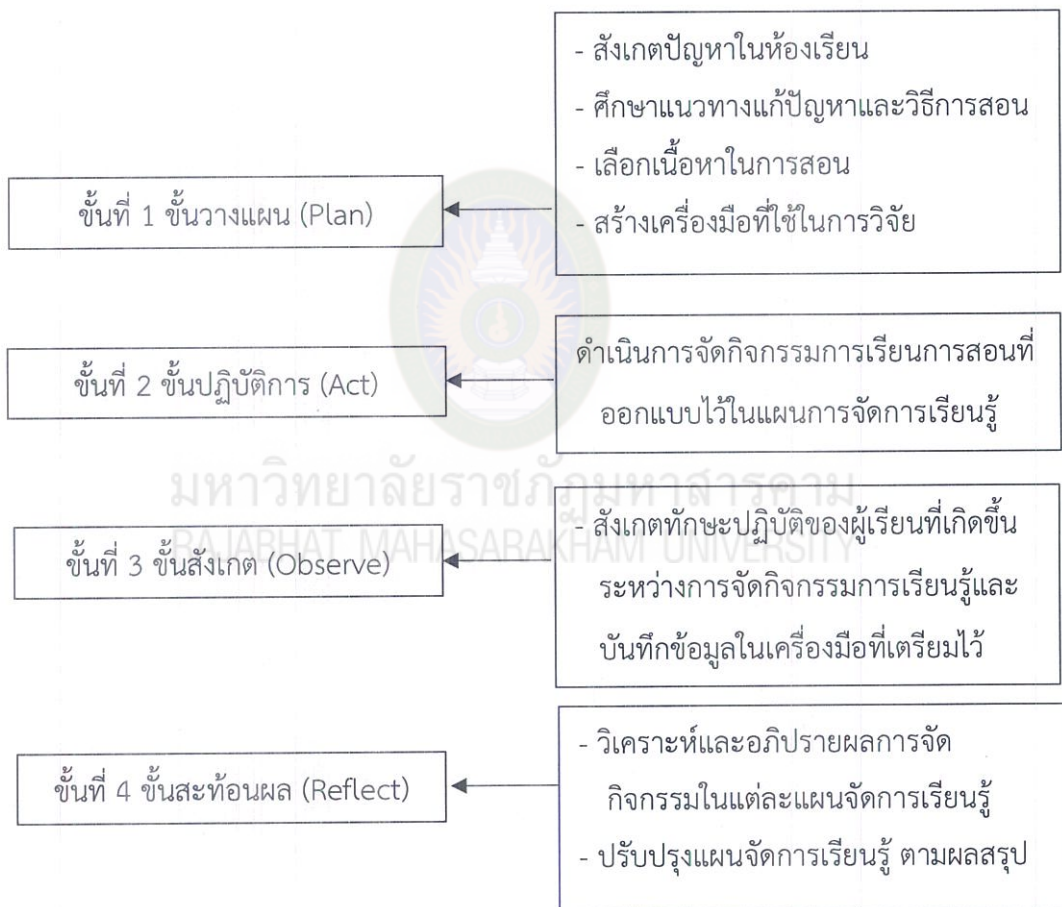 - สังเกตปัญหาในห้องเรียน
- ศึกษาแนวทางแก้ปัญหาและวิธีการสอน
- เลือกเนื้อหาในการสอน
- สร้างเครื่องมือที่ใช้ในการวิจัย
ขั้นที่ 1 ขั้นวางแผน (Plan)
ขั้นที่ 2 ขั้นปฏิบัติการ (Act)
ดำเนินการจัดกิจกรรมการเรียนการสอนที่
ออกแบบไว้ในแผนการจัดการเรียนรู้
มหาวิทยาลัยราชภัฏมหาสารคาม
RAJABHAT MAHASARAKHAM UNIVERSITY
ขั้นที่ 3 ขั้นสังเกต (Observe)
- สังเกตทักษะปฏิบัติของผู้เรียนที่เกิดขึ้น
ระหว่างการจัดกิจกรรมการเรียนรู้และ
บันทึกข้อมูลในเครื่องมือที่เตรียมไว้
ขั้นที่ 4 ขั้นสะท้อนผล (Reflect)
- วิเคราะห์และอภิปรายผลการจัด
กิจกรรมในแต่ละแผนจัดการเรียนรู้
- ปรับปรุงแผนจัดการเรียนรู้ ตามผลสรุป